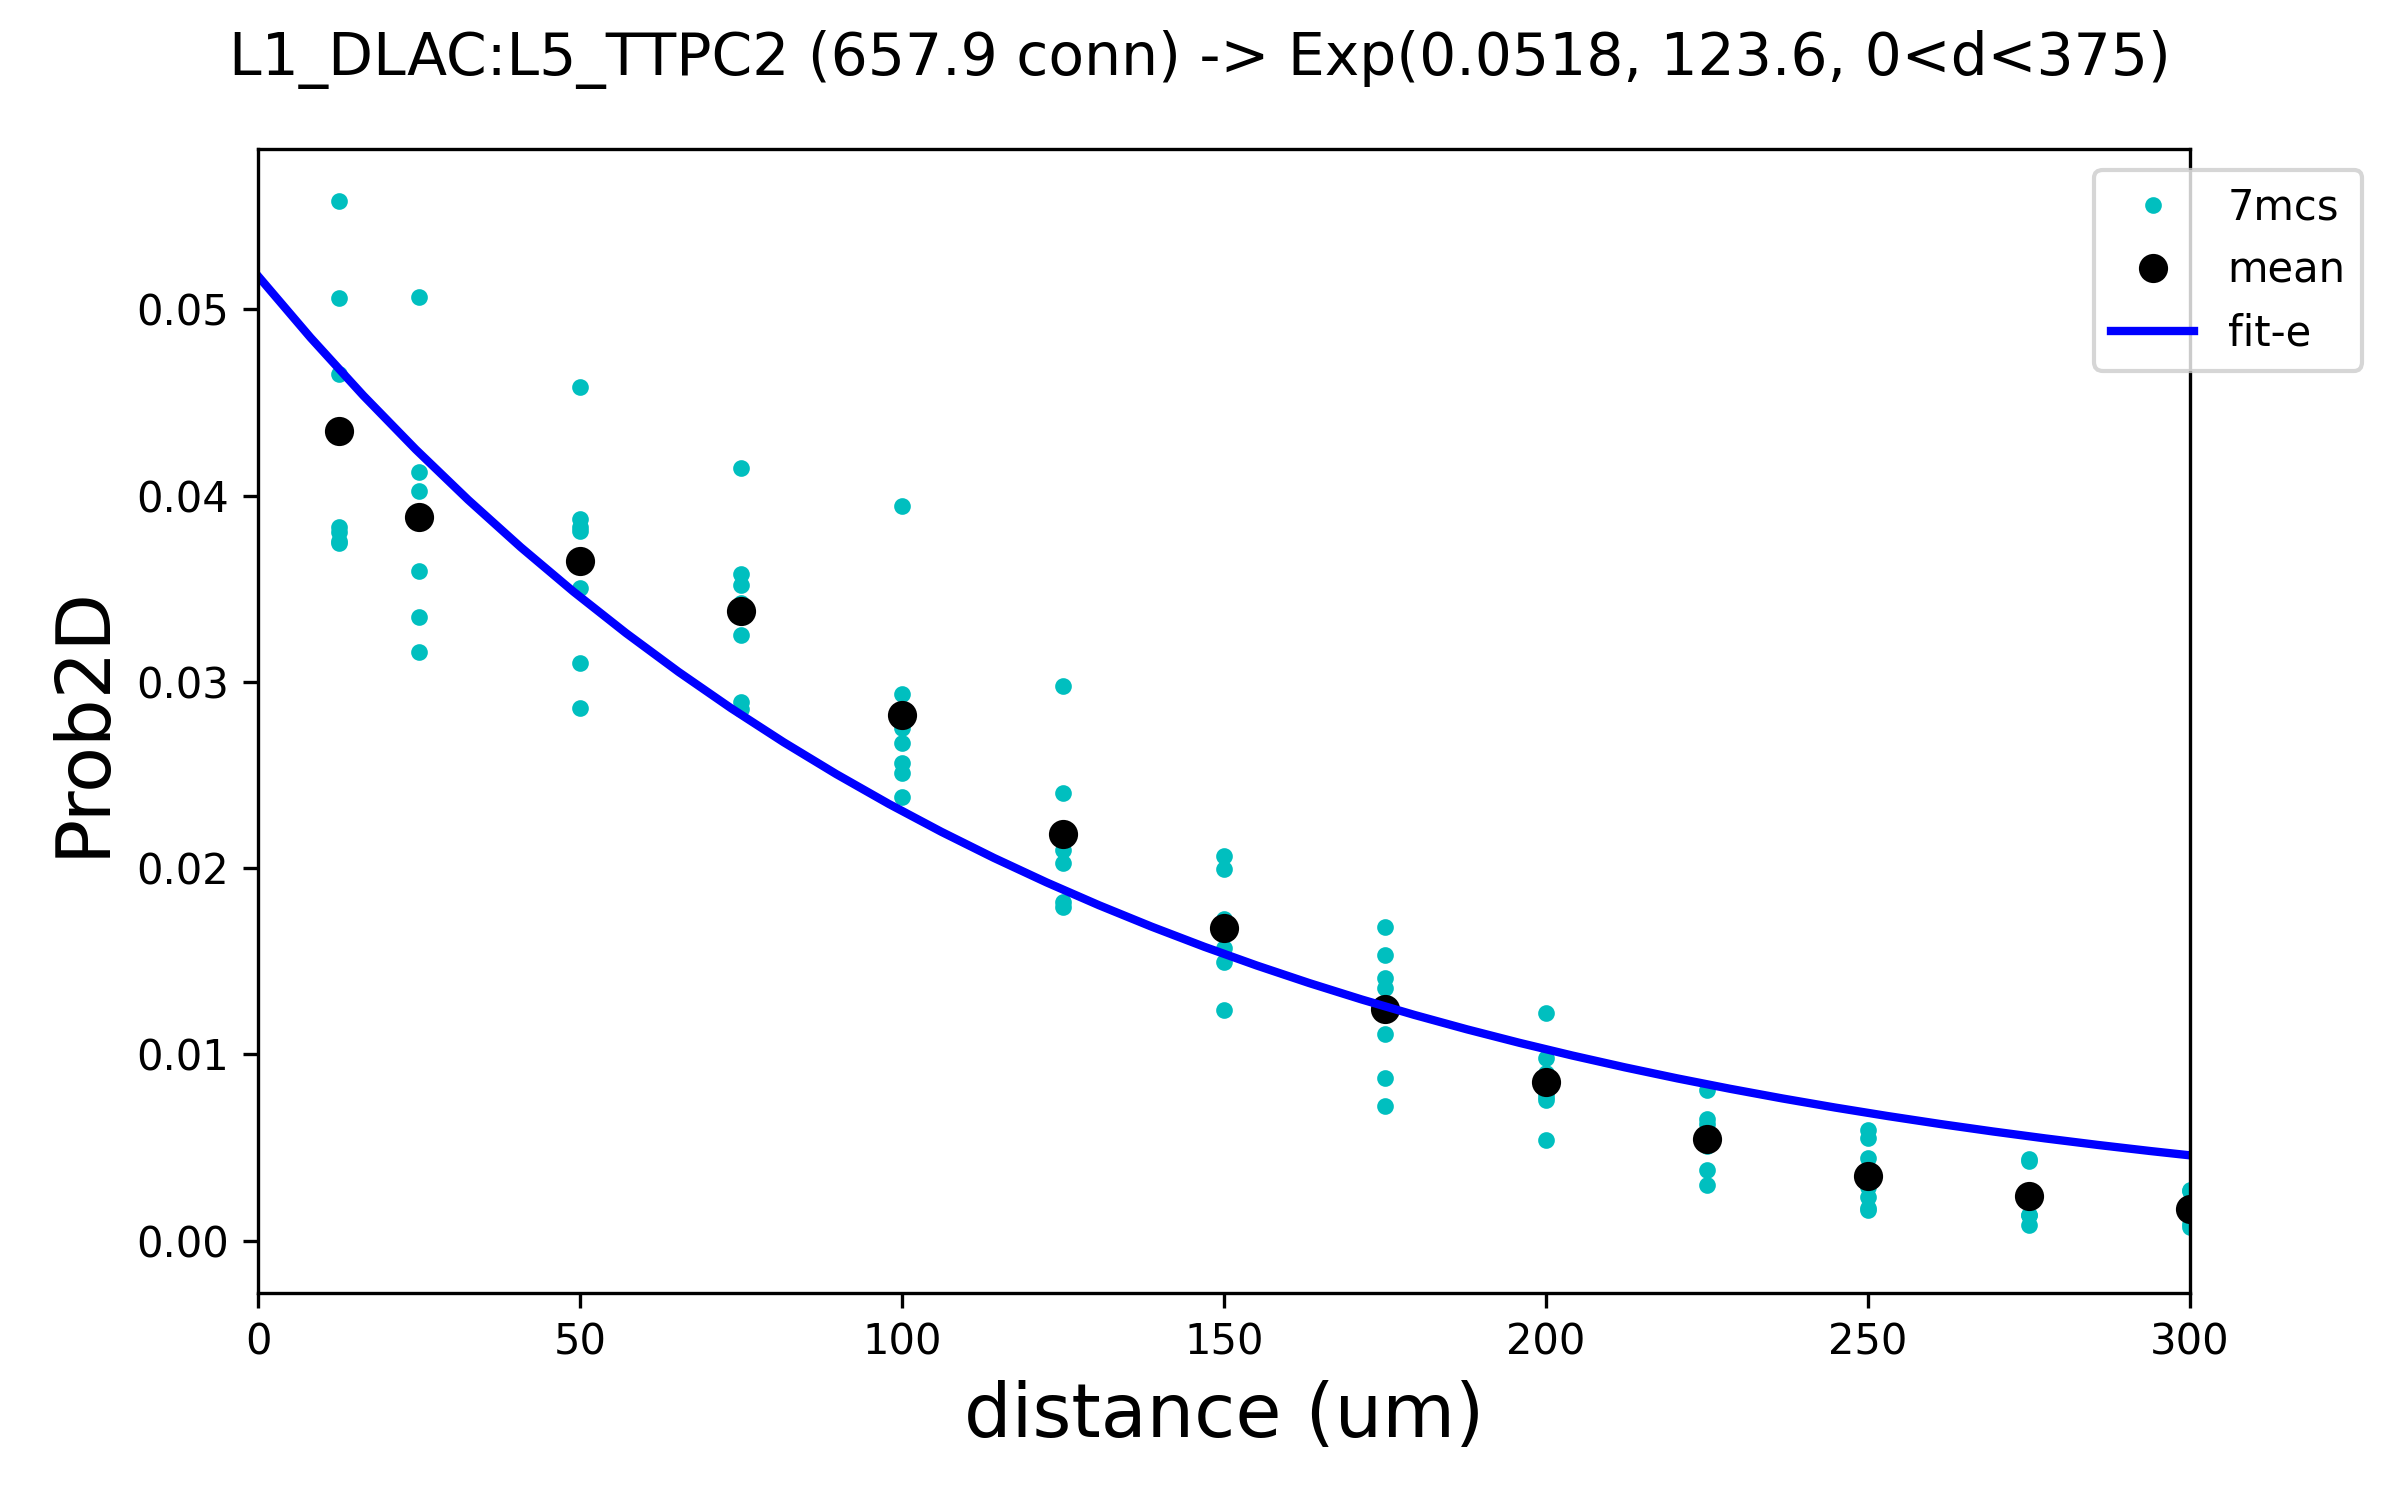 L1_DLAC:L5_TTPC2 (657.9 conn) -> Exp(0.0518, 123.6, 0<d<375)
7mcs
mean
fit-e
Prob2D
0.05
0.04
0.03
0.02
0.01
0.00
0 50 100 150 200 250 300
distance (um)